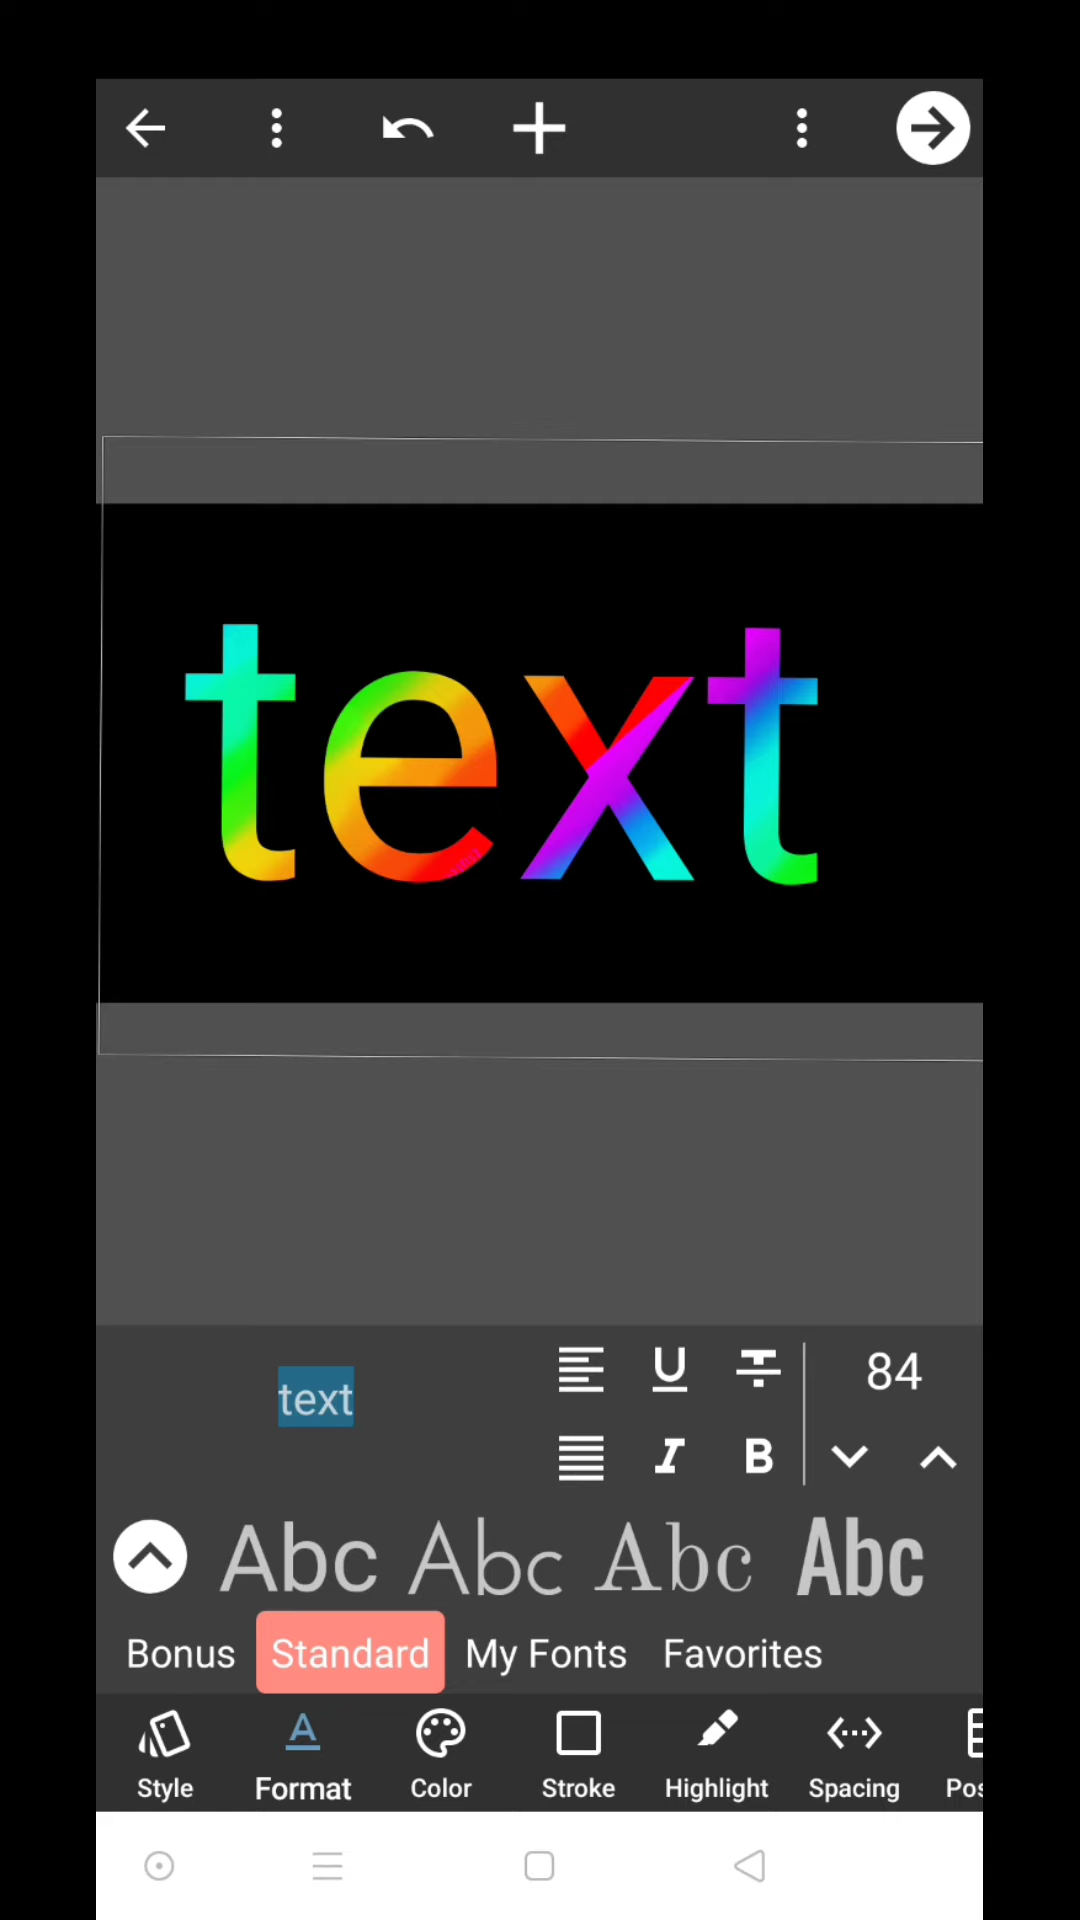 text
text
U T 84
I B
Abc Abc Abc Abc
Bonus Standard My Fonts Favorites
A
Style Format Color Stroke Highlight Spacing Pos